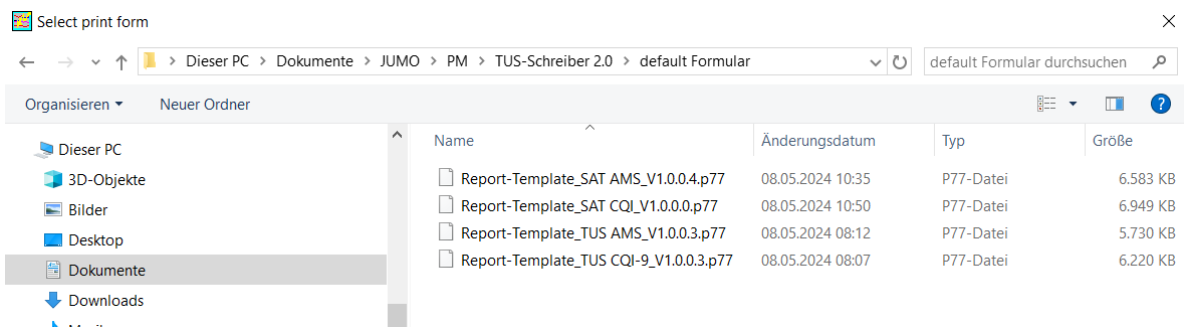 Select print form
Dieser PC > Dokumente > JUMO > PM > TUS-Schreiber 2.0 > default Formular
default Formular durchsuchen
Organisieren Neuer Ordner
?
Name Änderungsdatum Typ Größe
Dieser PC
3D-Objekte
Bilder
Desktop
Dokumente
Downloads
Report-Template_SAT AMS_V1.0.0.4.p77 08.05.2024 10:35 P77-Datei 6.583 KB
Report-Template_SAT CQI_V1.0.0.0.p77 08.05.2024 10:50 P77-Datei 6.949 KB
Report-Template_TUS AMS_V1.0.0.3.p77 08.05.2024 08:12 P77-Datei 5.730 KB
Report-Template_TUS CQI-9_V1.0.0.3.p77 08.05.2024 08:07 P77-Datei 6.220 KB